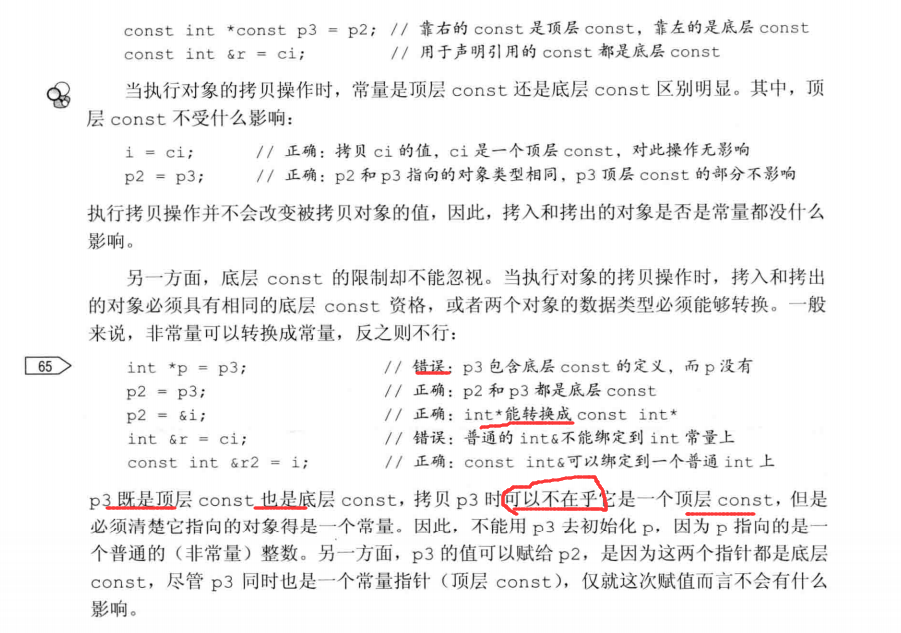 const int *const p3 = p2; // 靠右的 const 是顶层 const，靠左的是底层 const
const int &r = ci; // 用于声明引用的 const 都是底层 const
当执行对象的拷贝操作时，常量是顶层 const 还是底层 const 区别明显。其中，顶
层 const 不受什么影响：
i = ci; // 正确：拷贝 ci 的值，ci 是一个顶层 const，对此操作无影响
p2 = p3; // 正确：p2 和 p3 指向的对象类型相同，p3 顶层 const 的部分不影响
执行拷贝操作并不会改变被拷贝对象的值，因此，拷入和拷出的对象是否是常量都没什么
影响。
另一方面，底层 const 的限制却不能忽视。当执行对象的拷贝操作时，拷入和拷出
的对象必须具有相同的底层 const 资格，或者两个对象的数据类型必须能够转换。一般
来说，非常量可以转换成常量，反之则不行：
65
int *p = p3; // 错误：p3 包含底层 const 的定义，而 p 没有
p2 = p3; // 正确：p2 和 p3 都是底层 const
p2 = &i; // 正确：int*能转换成 const int*
int &r = ci; // 错误：普通的 int&不能绑定到 int 常量上
const int &r2 = i; // 正确：const int&可以绑定到一个普通 int 上
p3 既是顶层 const 也是底层 const，拷贝 p3 时可以不在乎它是一个顶层 const，但是
必须清楚它指向的对象得是一个常量。因此，不能用 p3 去初始化 p，因为 p 指向的是一
个普通的（非常量）整数。另一方面，p3 的值可以赋给 p2，是因为这两个指针都是底层
const，尽管 p3 同时也是一个常量指针（顶层 const），仅就这次赋值而言不会有什么
影响。